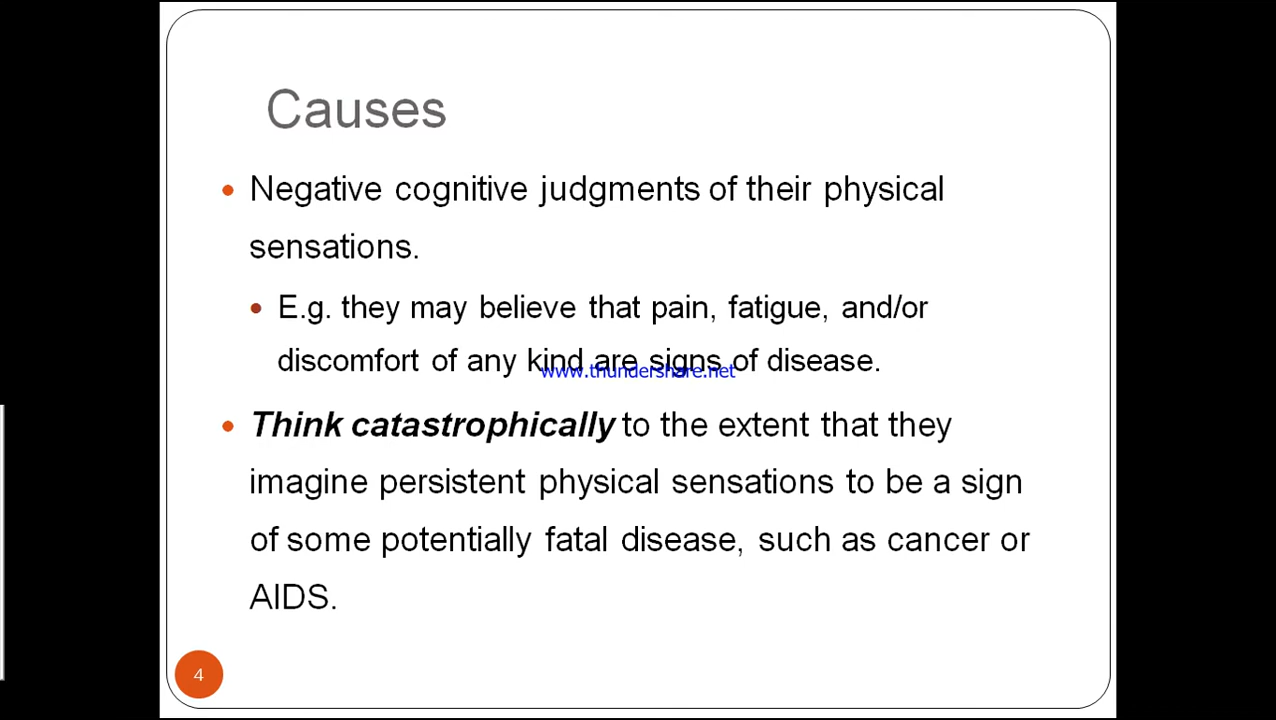 Causes
Negative cognitive judgments of their physical
sensations.
E.g. they may believe that pain, fatigue, and/or
discomfort of any kind are signs of disease.
www.thundershare.net
Think catastrophically to the extent that they
imagine persistent physical sensations to be a sign
of some potentially fatal disease, such as cancer or
AIDS.
4